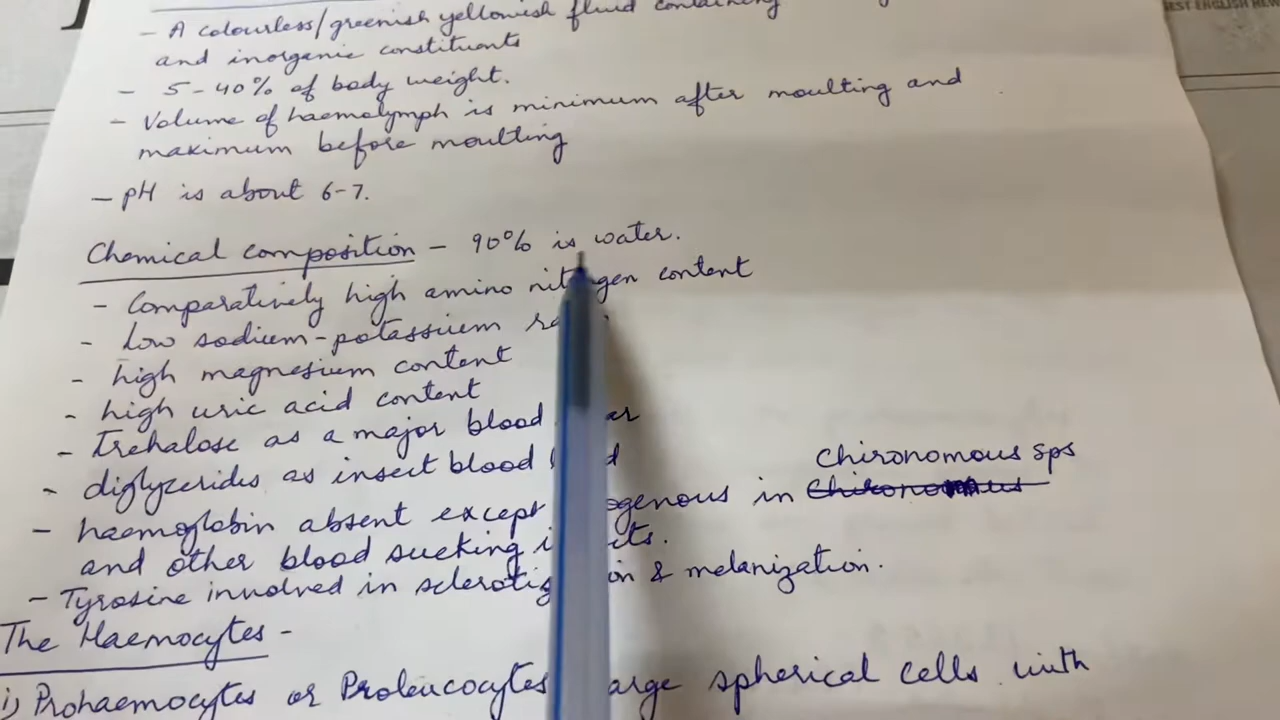 - A colourless/greenish yellowish fluid containing
and inorganic constituents
- 5-40% of body weight.
- Volume of haemolymph is minimum after moulting and
maximum before moulting
- pH is about 6-7.
Chemical composition - 90% is water.
- Comparatively high amino nitrogen content
- Low sodium-potassium
- high magnesium content
- high uric acid content
- trehalose as a major blood
- diglycerides as insect blood
Chironomous Sps
- haemoglobin absent except in Chironomus
and other blood sucking
- Tyrosine involved in & melanization.
The Haemocytes -
i) Prohaemocytes or Proleucocytes spherical cells with